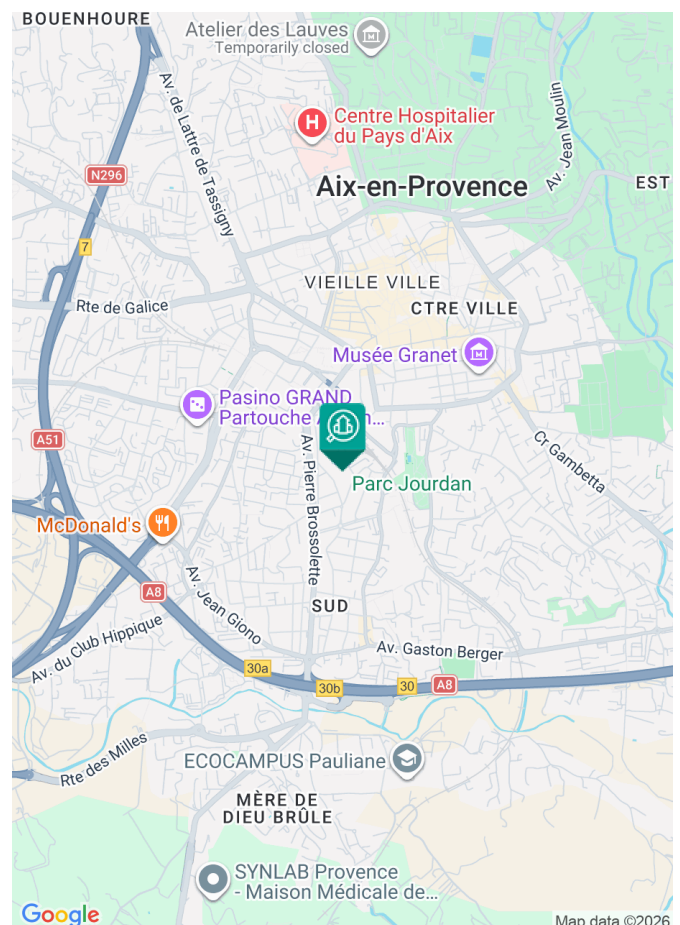 BOUENHOURE
Atelier des Lauves
Temporarily closed
Av. de Lattre de Tassigny
Centre Hospitalier
du Pays d'Aix
H
Av. Jean Moulin
N296
Aix-en-Provence
EST
7
VIEILLE VILLE
Rte de Galice
CTRE VILLE
Musée Granet
Pasino GRAND
Partouche A
n...
A51
Av. Pierre Brossolette
Cr Gambetta
Parc Jourdan
McDonald's
A8
Av. Jean Giono
SUD
Av. du Club Hippique
Av. Gaston Berger
30a
30b
30
A8
Rte des Milles
ECOCAMPUS Pauliane
MÈRE DE
DIEU BRÛLE
SYNLAB Provence
- Maison Médicale de...
Google
Map data ©2026